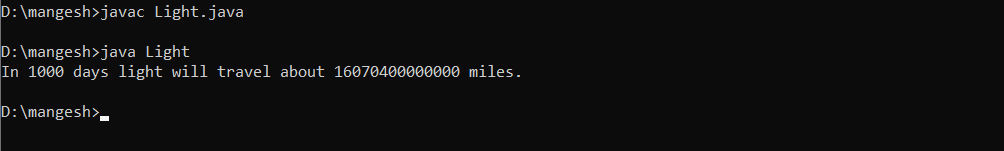 D:\mangesh>javac Light.java
D:\mangesh>java Light
In 1000 days light will travel about 16070400000000 miles.
D:\mangesh>